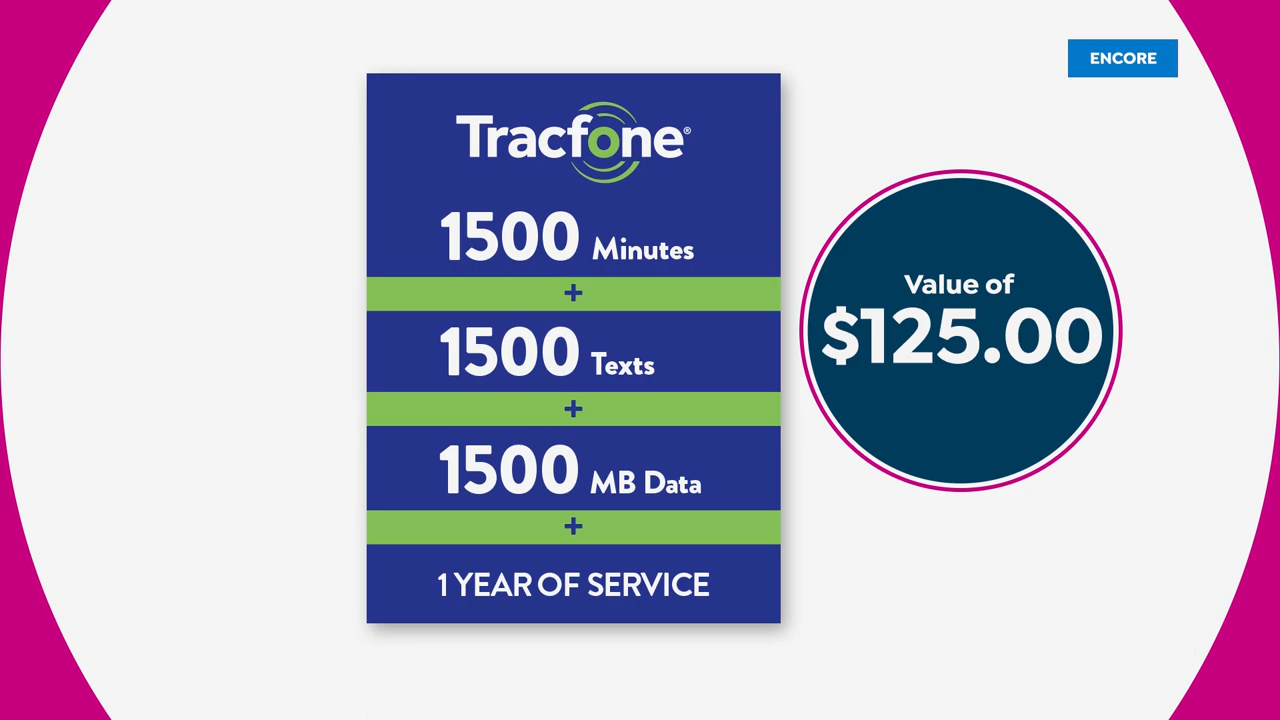 ENCORE
Tracfone®
1500 Minutes
+
1500 Texts
+
1500 MB Data
+
1 YEAR OF SERVICE
Value of
$125.00